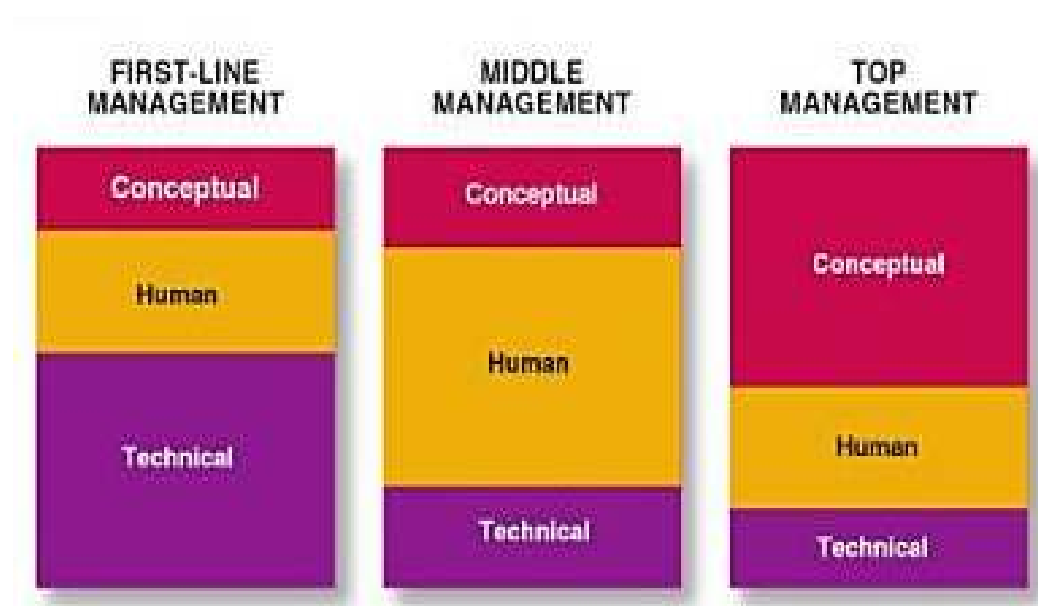 FIRST-LINE
MANAGEMENT
Conceptual
Human
Technical
MIDDLE
MANAGEMENT
Conceptual
Human
Technical
TOP
MANAGEMENT
Conceptual
Human
Technical